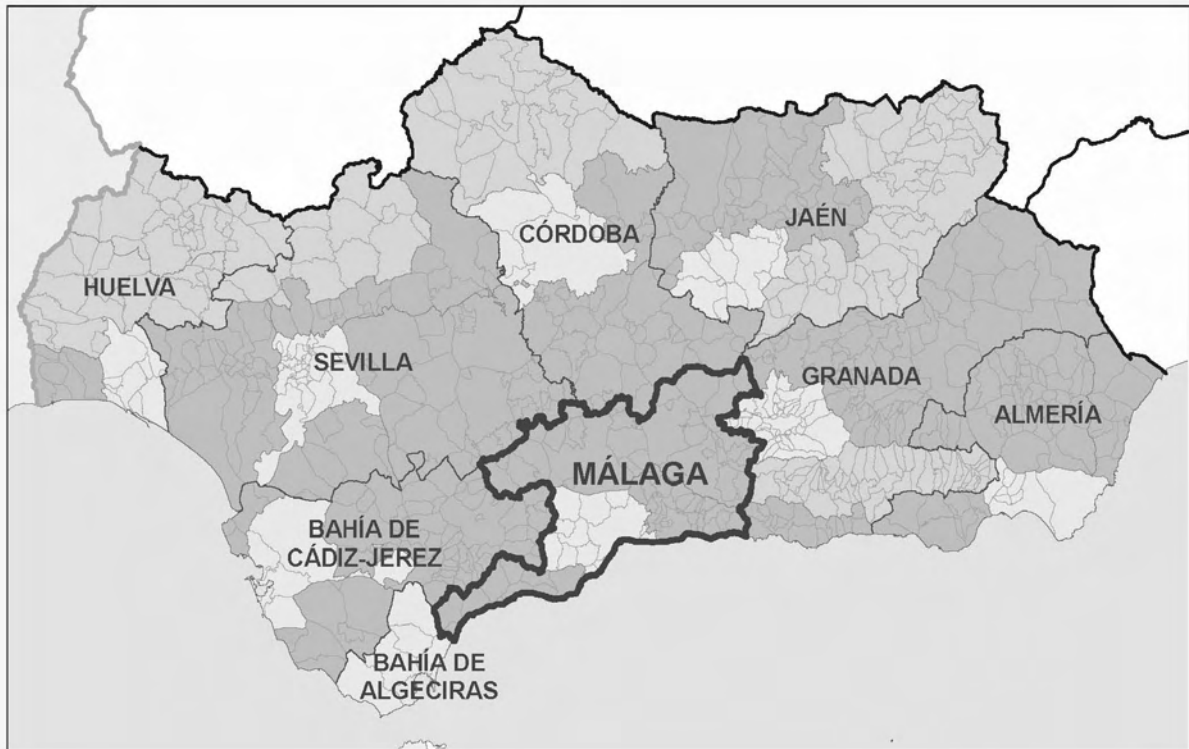 CÓRDOBA
JAÉN
HUELVA
SEVILLA
GRANADA
ALMERÍA
MÁLAGA
BAHÍA DE
CÁDIZ-JEREZ
BAHÍA DE
ALGECIRAS